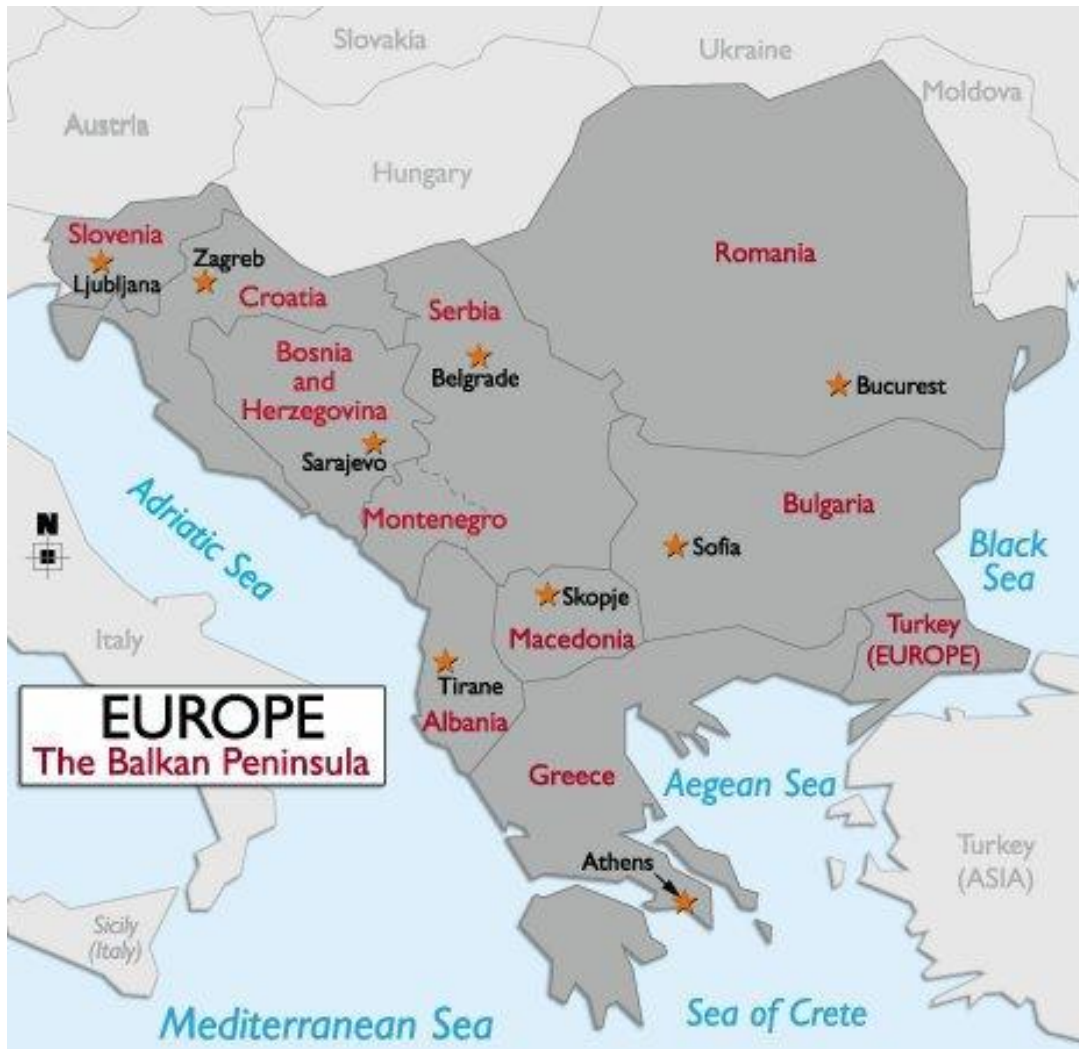 Slovakia
Ukraine
Moldova
Austria
Hungary
Slovenia
Ljubljana
Zagreb
Croatia
Romania
Serbia
Belgrade
Bosnia
and
Herzegovina
Sarajevo
Bucurest
Montenegro
Bulgaria
Sofia
Adriatic Sea
N
Black
Sea
Skopje
Macedonia
Turkey
(EUROPE)
Italy
Tirane
Albania
EUROPE
The Balkan Peninsula
Greece
Aegean Sea
Athens
Turkey
(ASIA)
Sicily
(Italy)
Mediterranean Sea
Sea of Crete